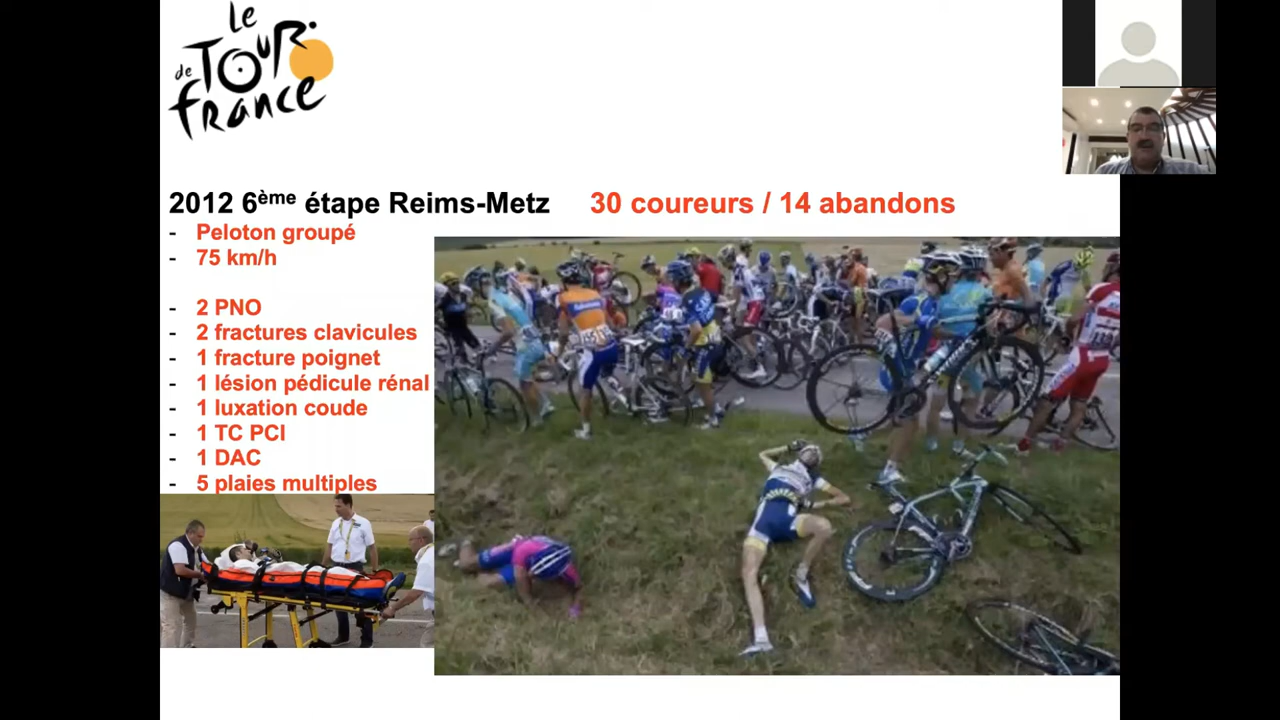 Le
de Tour
France
2012 6ème étape Reims-Metz 30 coureurs / 14 abandons
- Peloton groupé
- 75 km/h
- 2 PNO
- 2 fractures clavicules
- 1 fracture poignet
- 1 lésion pédicule rénal
- 1 luxation coude
- 1 TC PCI
- 1 DAC
- 5 plaies multiples